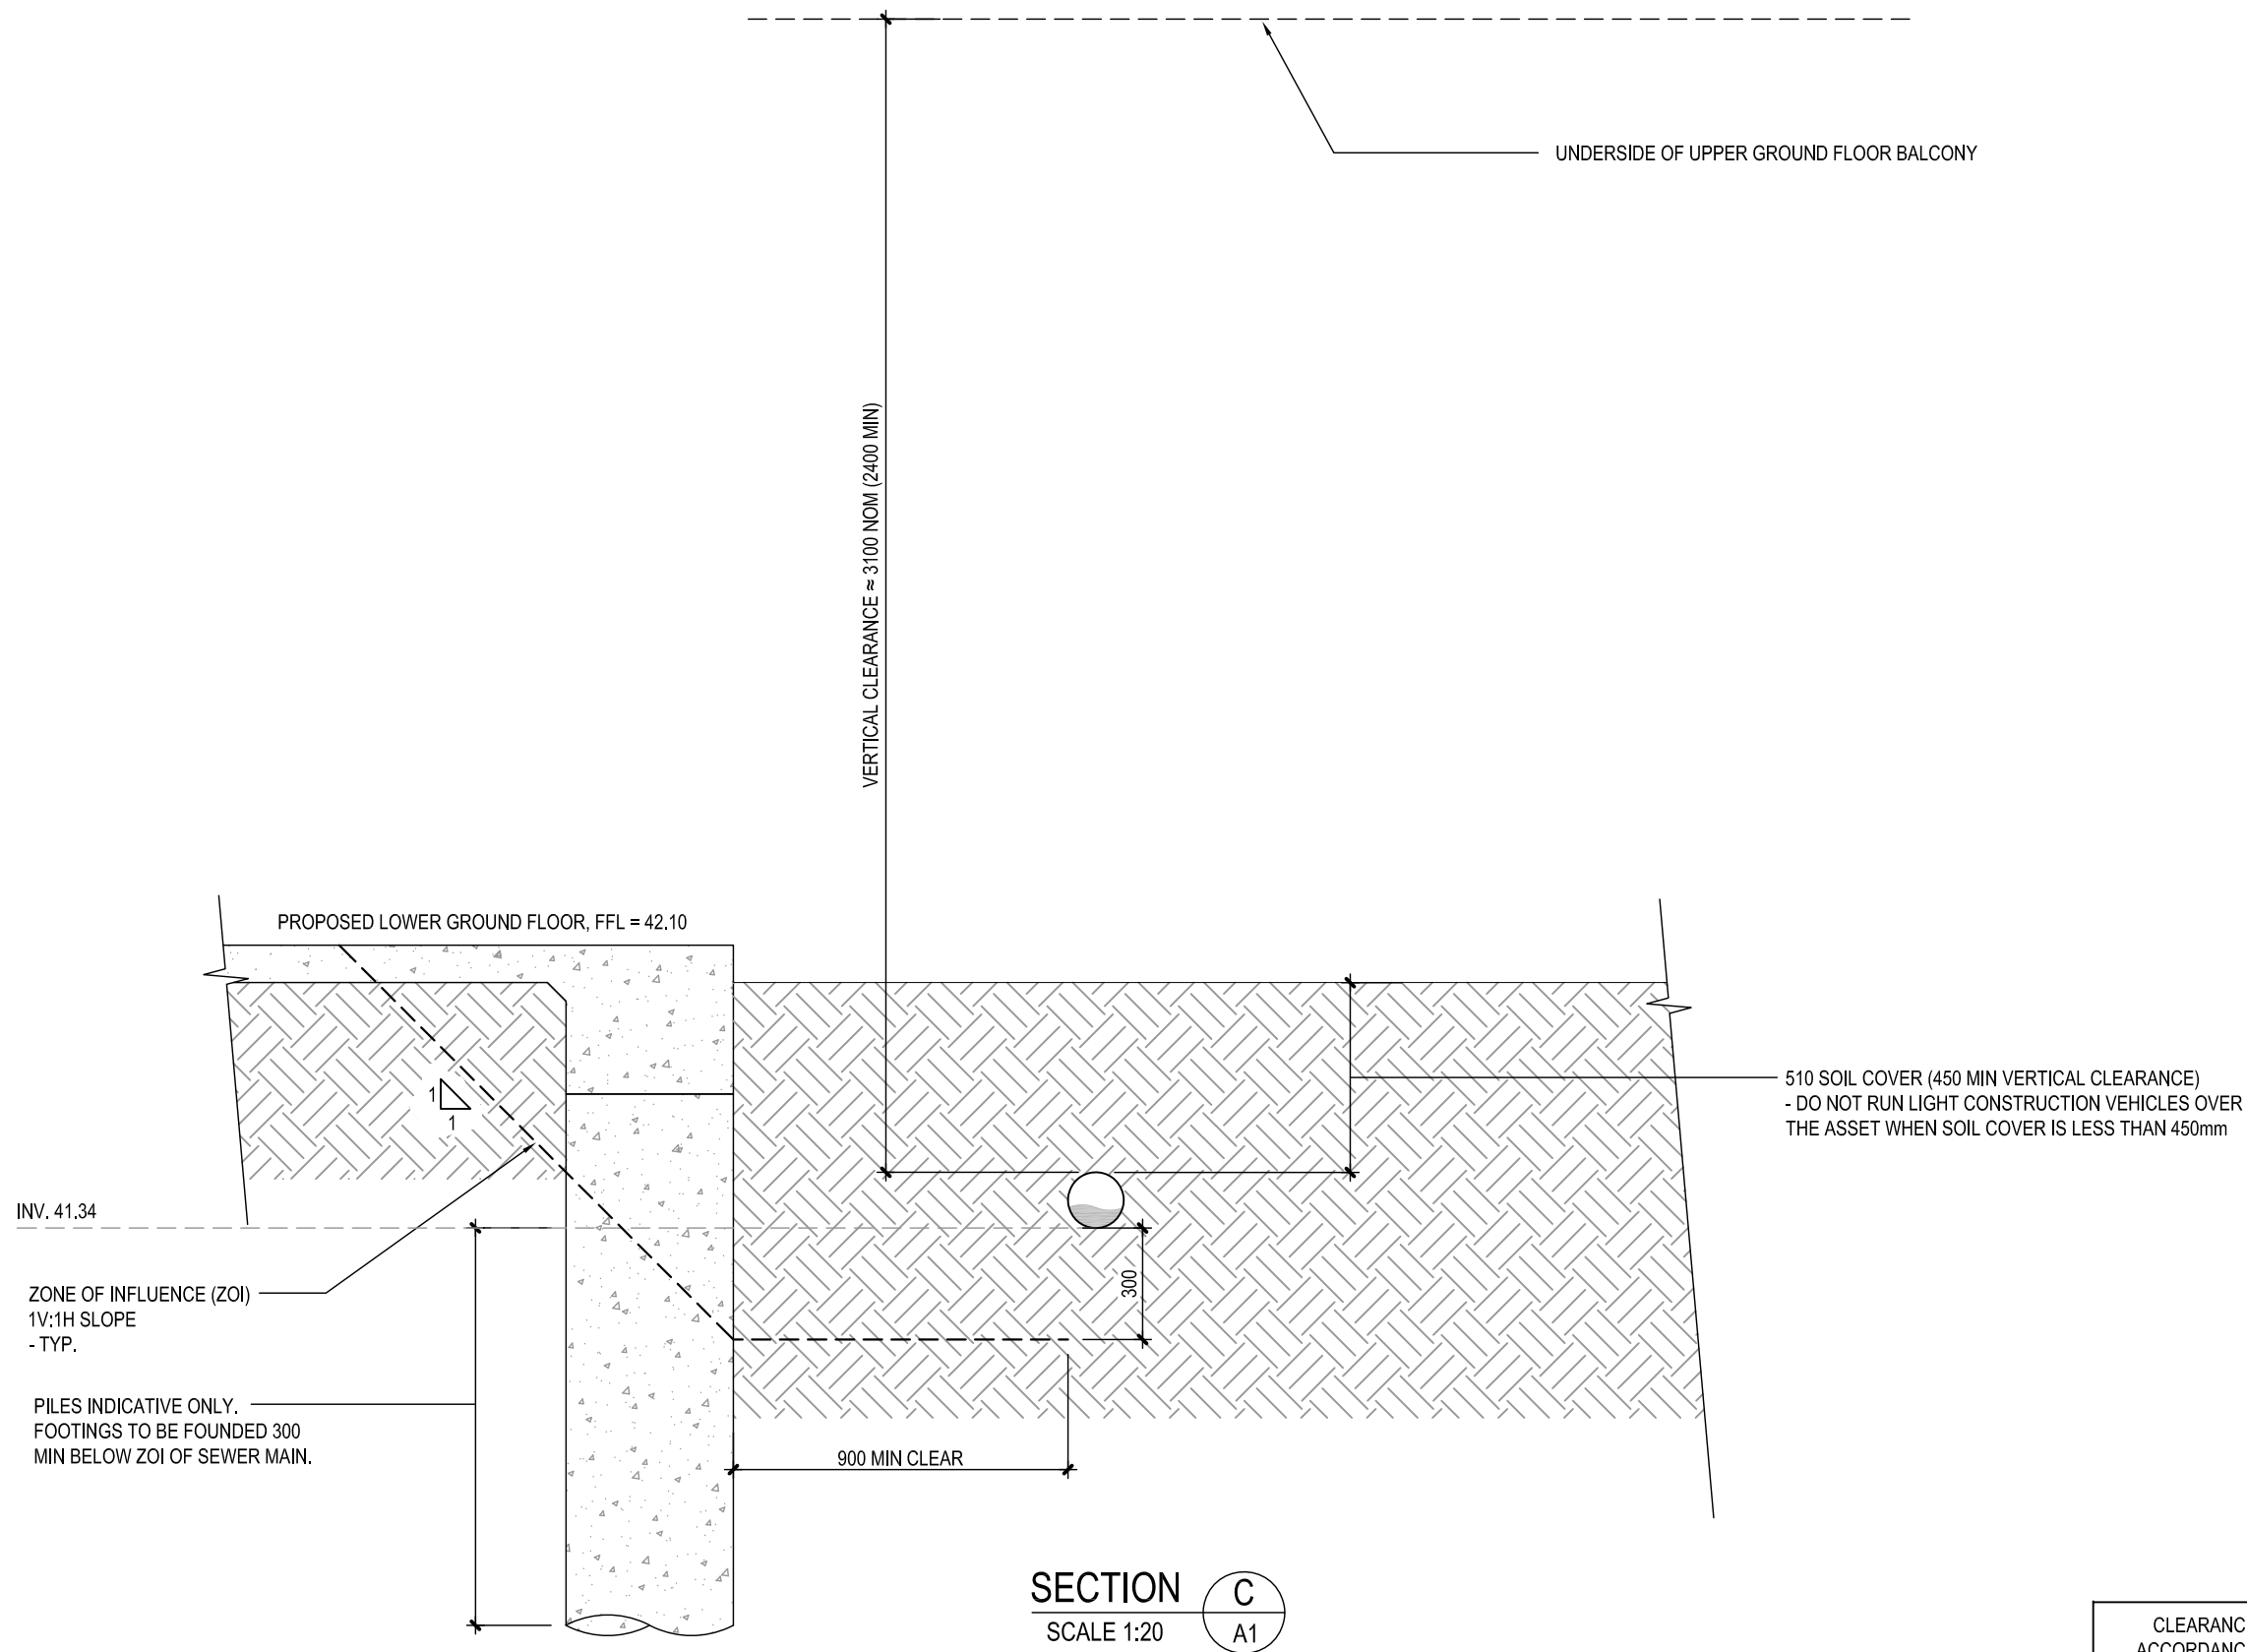 UNDERSIDE OF UPPER GROUND FLOOR BALCONY
VERTICAL CLEARANCE ≈ 3100 NOM (2400 MIN)
PROPOSED LOWER GROUND FLOOR, FFL = 42.10
1
1
510 SOIL COVER (450 MIN VERTICAL CLEARANCE)
- DO NOT RUN LIGHT CONSTRUCTION VEHICLES OVER
THE ASSET WHEN SOIL COVER IS LESS THAN 450mm
INV. 41.34
300
ZONE OF INFLUENCE (ZOI)
1V:1H SLOPE
- TYP.
PILES INDICATIVE ONLY.
FOOTINGS TO BE FOUNDED 300
MIN BELOW ZOI OF SEWER MAIN.
900 MIN CLEAR
SECTION C
SCALE 1:20 A1
CLEARANC
ACCORDANC